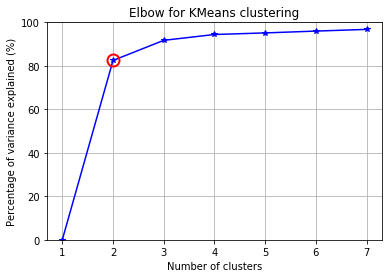 Elbow for KMeans clustering
Percentage of variance explained (%)
100
80
60
40
20
0
1 2 3 4 5 6 7
Number of clusters